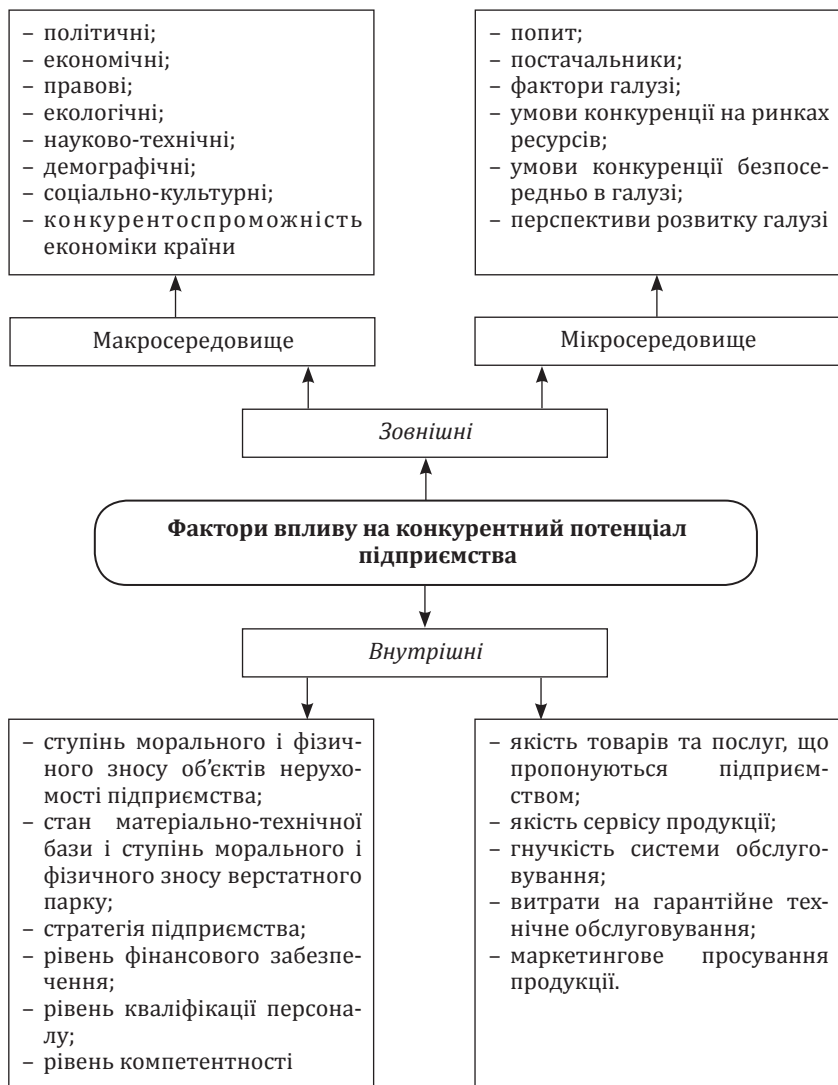 – політичні;
– економічні;
– правові;
– екологічні;
– науково-технічні;
– демографічні;
– соціально-культурні;
– конкурентоспроможність
економіки країни
– попит;
– постачальники;
– фактори галузі;
– умови конкуренції на ринках
ресурсів;
– умови конкуренції безпосе-
редньо в галузі;
– перспективи розвитку галузі
Макросередовище
Мікросередовище
Зовнішні
Фактори впливу на конкурентний потенціал
підприємства
Внутрішні
– ступінь морального і фізич-
ного зносу об’єктів нерухо-
мості підприємства;
– стан матеріально-технічної
бази і ступінь морального і
фізичного зносу верстатного
парку;
– стратегія підприємства;
– рівень фінансового забезпе-
чення;
– рівень кваліфікації персона-
лу;
– рівень компетентності
– якість товарів та послуг, що
пропонуються підприєм-
ством;
– якість сервісу продукції;
– гнучкість системи обслуго-
вування;
– витрати на гарантійне тех-
нічне обслуговування;
– маркетингове просування
продукції.